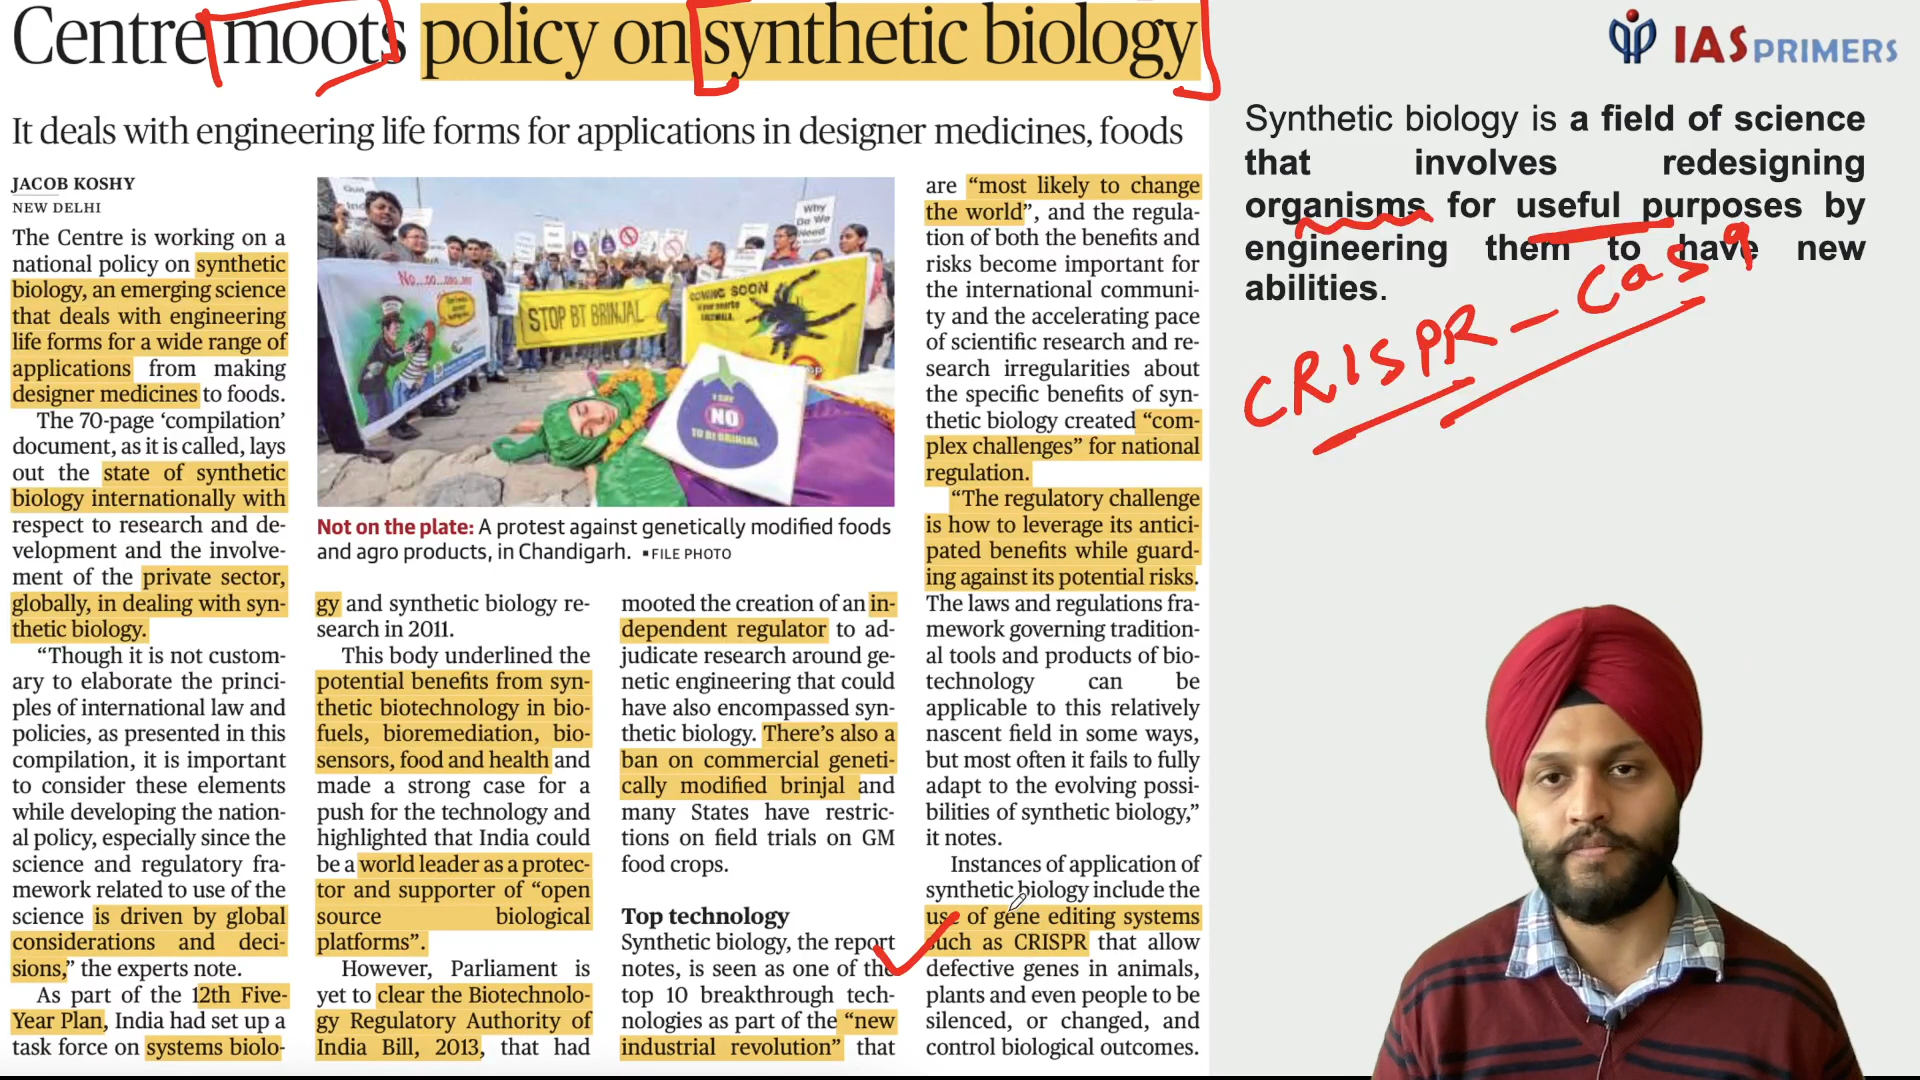 Centre moots policy on synthetic biology
It deals with engineering life forms for applications in designer medicines, foods
JACOB KOSHY
NEW DELHI
The Centre is working on a
national policy on synthetic
biology, an emerging science
that deals with engineering
life forms for a wide range of
applications from making
designer medicines to foods.
The 70-page ‘compilation’
document, as it is called, lays
out the state of synthetic
biology internationally with
respect to research and de-
velopment and the involve-
ment of the private sector,
globally, in dealing with syn-
thetic biology.
“Though it is not custom-
ary to elaborate the princi-
ples of international law and
policies, as presented in this
compilation, it is important
to consider these elements
while developing the nation-
al policy, especially since the
science and regulatory fra-
mework related to use of the
science is driven by global
considerations and deci-
sions,” the experts note.
As part of the 12th Five-
Year Plan, India had set up a
task force on systems biolo-
No...
STOP BT BRINJAL
COMING SOON
Why
Do We
Need
I SAY
NO
TO Bt BRINJAL
Not on the plate: A protest against genetically modified foods
and agro products, in Chandigarh. ▪FILE PHOTO
gy and synthetic biology re-
search in 2011.
This body underlined the
potential benefits from syn-
thetic biotechnology in bio-
fuels, bioremediation, bio-
sensors, food and health and
made a strong case for a
push for the technology and
highlighted that India could
be a world leader as a protec-
tor and supporter of “open
source biological
platforms”.
However, Parliament is
yet to clear the Biotechnolo-
gy Regulatory Authority of
India Bill, 2013, that had
mooted the creation of an in-
dependent regulator to ad-
judicate research around ge-
netic engineering that could
have also encompassed syn-
thetic biology. There’s also a
ban on commercial geneti-
cally modified brinjal and
many States have restric-
tions on field trials on GM
food crops.
Top technology
Synthetic biology, the report
notes, is seen as one of the
top 10 breakthrough tech-
nologies as part of the “new
industrial revolution” that
are “most likely to change
the world”, and the regula-
tion of both the benefits and
risks become important for
the international communi-
ty and the accelerating pace
of scientific research and re-
search irregularities about
the specific benefits of syn-
thetic biology created “com-
plex challenges” for national
regulation.
“The regulatory challenge
is how to leverage its antici-
pated benefits while guard-
ing against its potential risks.
The laws and regulations fra-
mework governing tradition-
al tools and products of bio-
technology can be
applicable to this relatively
nascent field in some ways,
but most often it fails to fully
adapt to the evolving possi-
bilities of synthetic biology,”
it notes.
Instances of application of
synthetic biology include the
use of gene editing systems
such as CRISPR that allow
defective genes in animals,
plants and even people to be
silenced, or changed, and
control biological outcomes.
IAS PRIMERS
Synthetic biology is a field of science
that involves redesigning
organisms for useful purposes by
engineering them to have new
abilities.
CRISPR - Cas9